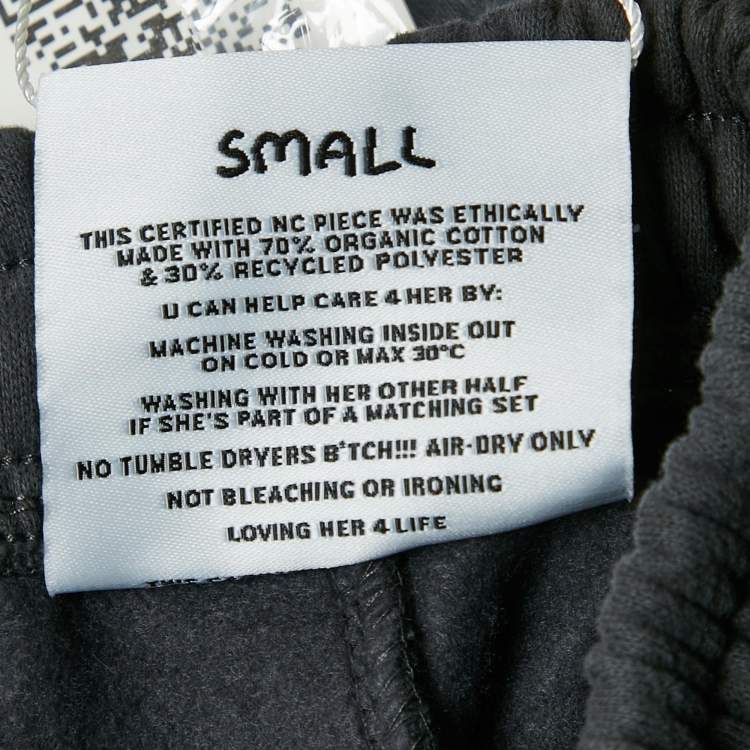 SMALL
THIS CERTIFIED NC PIECE WAS ETHICALLY
MADE WITH 70% ORGANIC COTTON
& 30% RECYCLED POLYESTER
U CAN HELP CARE 4 HER BY:
MACHINE WASHING INSIDE OUT
ON COLD OR MAX 30°C
WASHING WITH HER OTHER HALF
IF SHE'S PART OF A MATCHING SET
NO TUMBLE DRYERS B*TCH!!! AIR-DRY ONLY
NOT BLEACHING OR IRONING
LOVING HER 4 LIFE